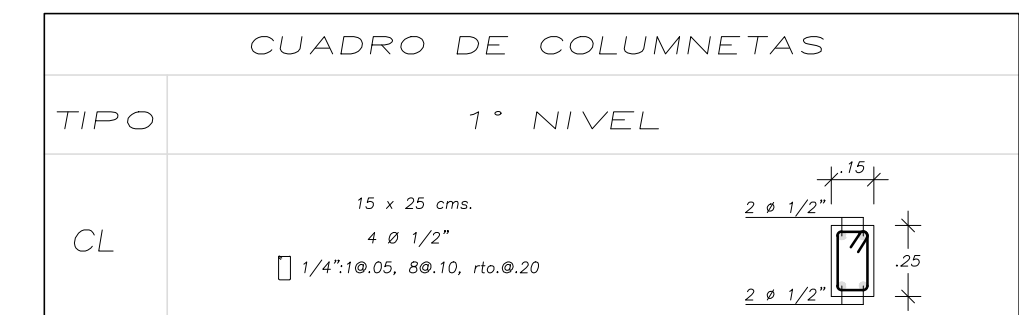 CUADRO DE COLUMNETAS
TIPO
1° NIVEL
CL
15 x 25 cms.
4 Ø 1/2"
1/4":1@.05, 8@.10, rto.@.20
.15
2 ø 1/2"
.25
2 ø 1/2"